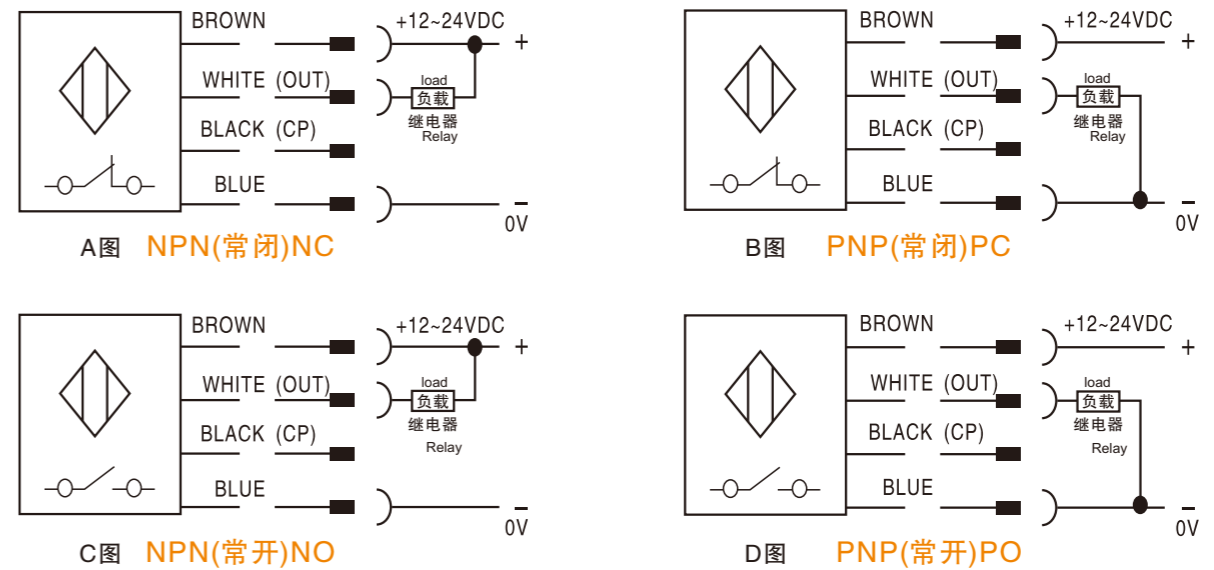 BROWN
+12~24VDC
+
WHITE (OUT)
load
负载
继电器
Relay
BLACK (CP)
BLUE
−
0V
A图 NPN(常闭)NC
BROWN
+12~24VDC
+
WHITE (OUT)
load
负载
继电器
Relay
BLACK (CP)
BLUE
−
0V
B图 PNP(常闭)PC
BROWN
+12~24VDC
+
WHITE (OUT)
load
负载
继电器
Relay
BLACK (CP)
BLUE
−
0V
C图 NPN(常开)NO
BROWN
+12~24VDC
+
WHITE (OUT)
load
负载
继电器
Relay
BLACK (CP)
BLUE
−
0V
D图 PNP(常开)PO